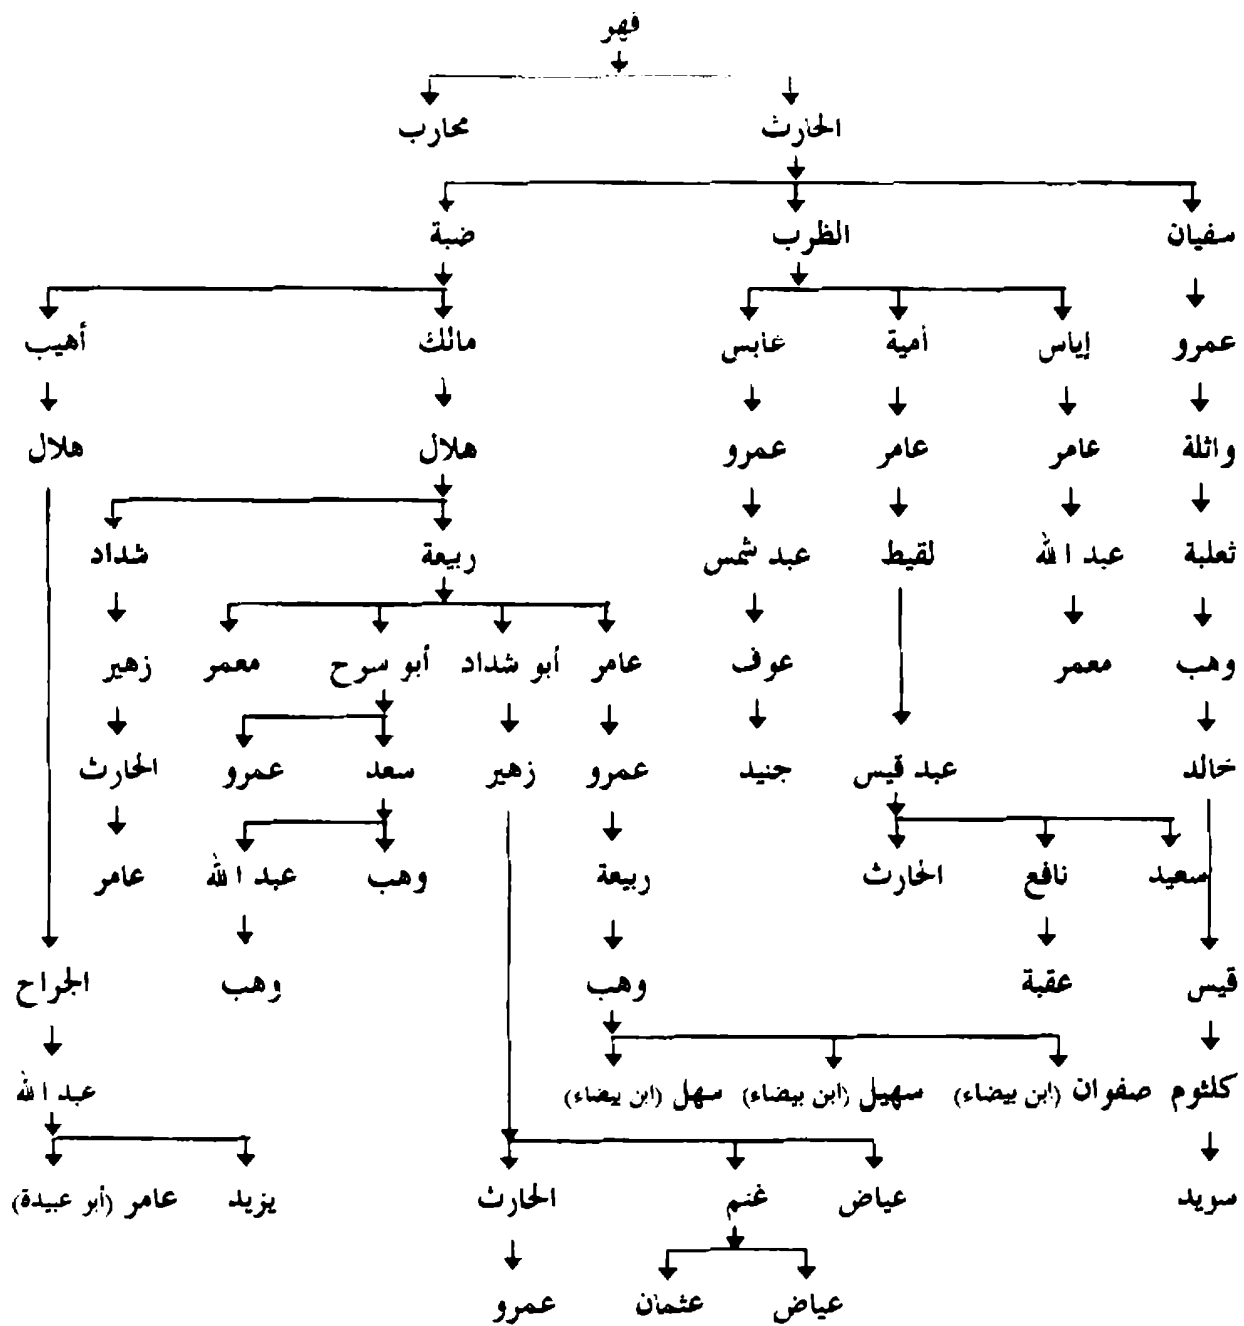 فهر
الحارث محارب
سفيان الظرب ضبة
عمرو إياس أمية عابس مالك أهيب
واثلة عامر عامر عمرو هلال هلال
ثعلبة عبد الله لقيط عبد شمس ربيعة شداد
وهب معمر عوف عامر أبو شداد أبو سرح معمر زهير
خالد عبد قيس جنيد عمرو زهير سعد عمرو الحارث
سعيد نافع الحارث ربيعة وهب عبد الله عامر
قيس عقبة وهب وهب الجراح
كلثوم صفوان (ابن بيضاء) سهيل (ابن بيضاء) سهل (ابن بيضاء) عبد الله
سويد عياض غنم الحارث يزيد عامر (أبو عبيدة)
عياض عثمان عمرو